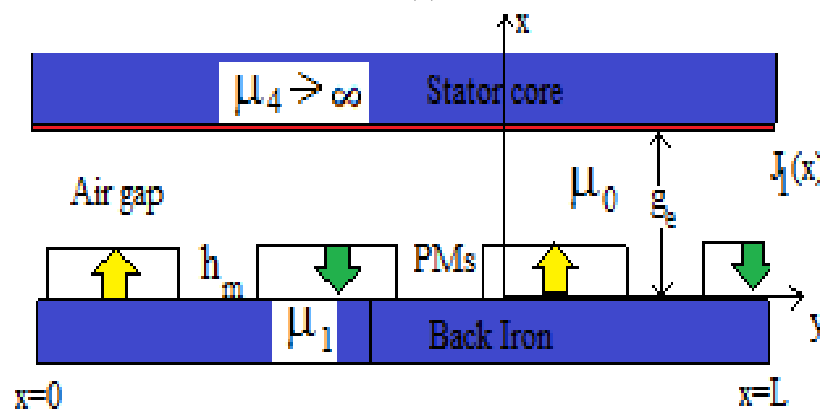 x
μ4 → ∞ Stator core
Air gap
μ0
ge
J1(x)
hm
PMs
μ1
Back Iron
y
x=0
x=L